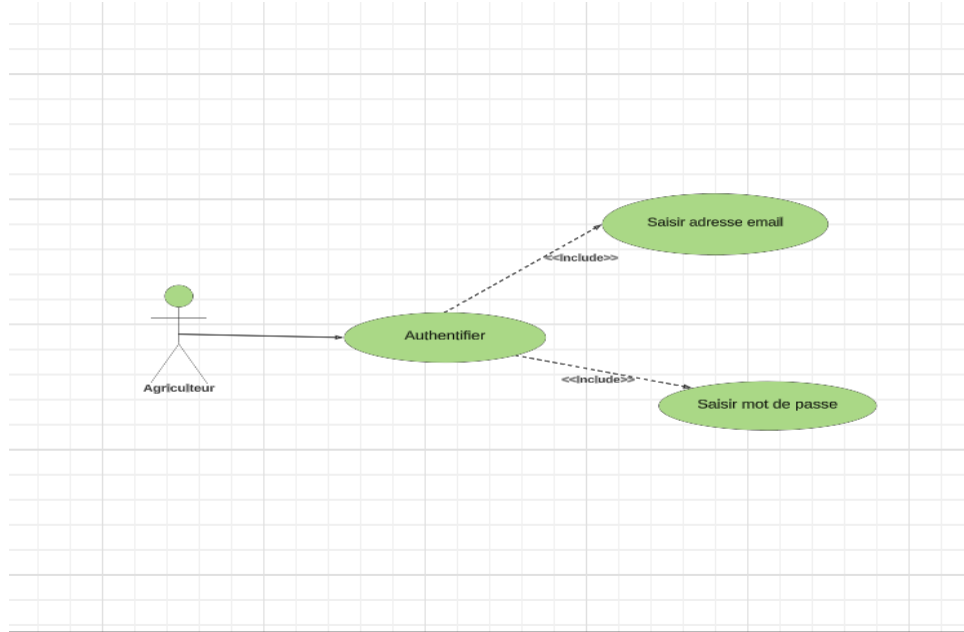 Saisir adresse email
<<Include>>
Authentifier
Agriculteur
<<Include>>
Saisir mot de passe